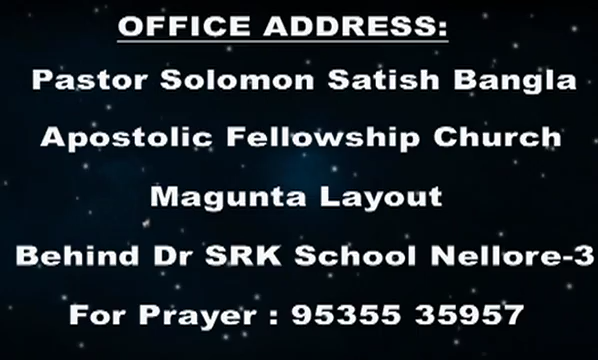 OFFICE ADDRESS:
Pastor Solomon Satish Bangla
Apostolic Fellowship Church
Magunta Layout
Behind Dr SRK School Nellore-3
For Prayer : 95355 35957